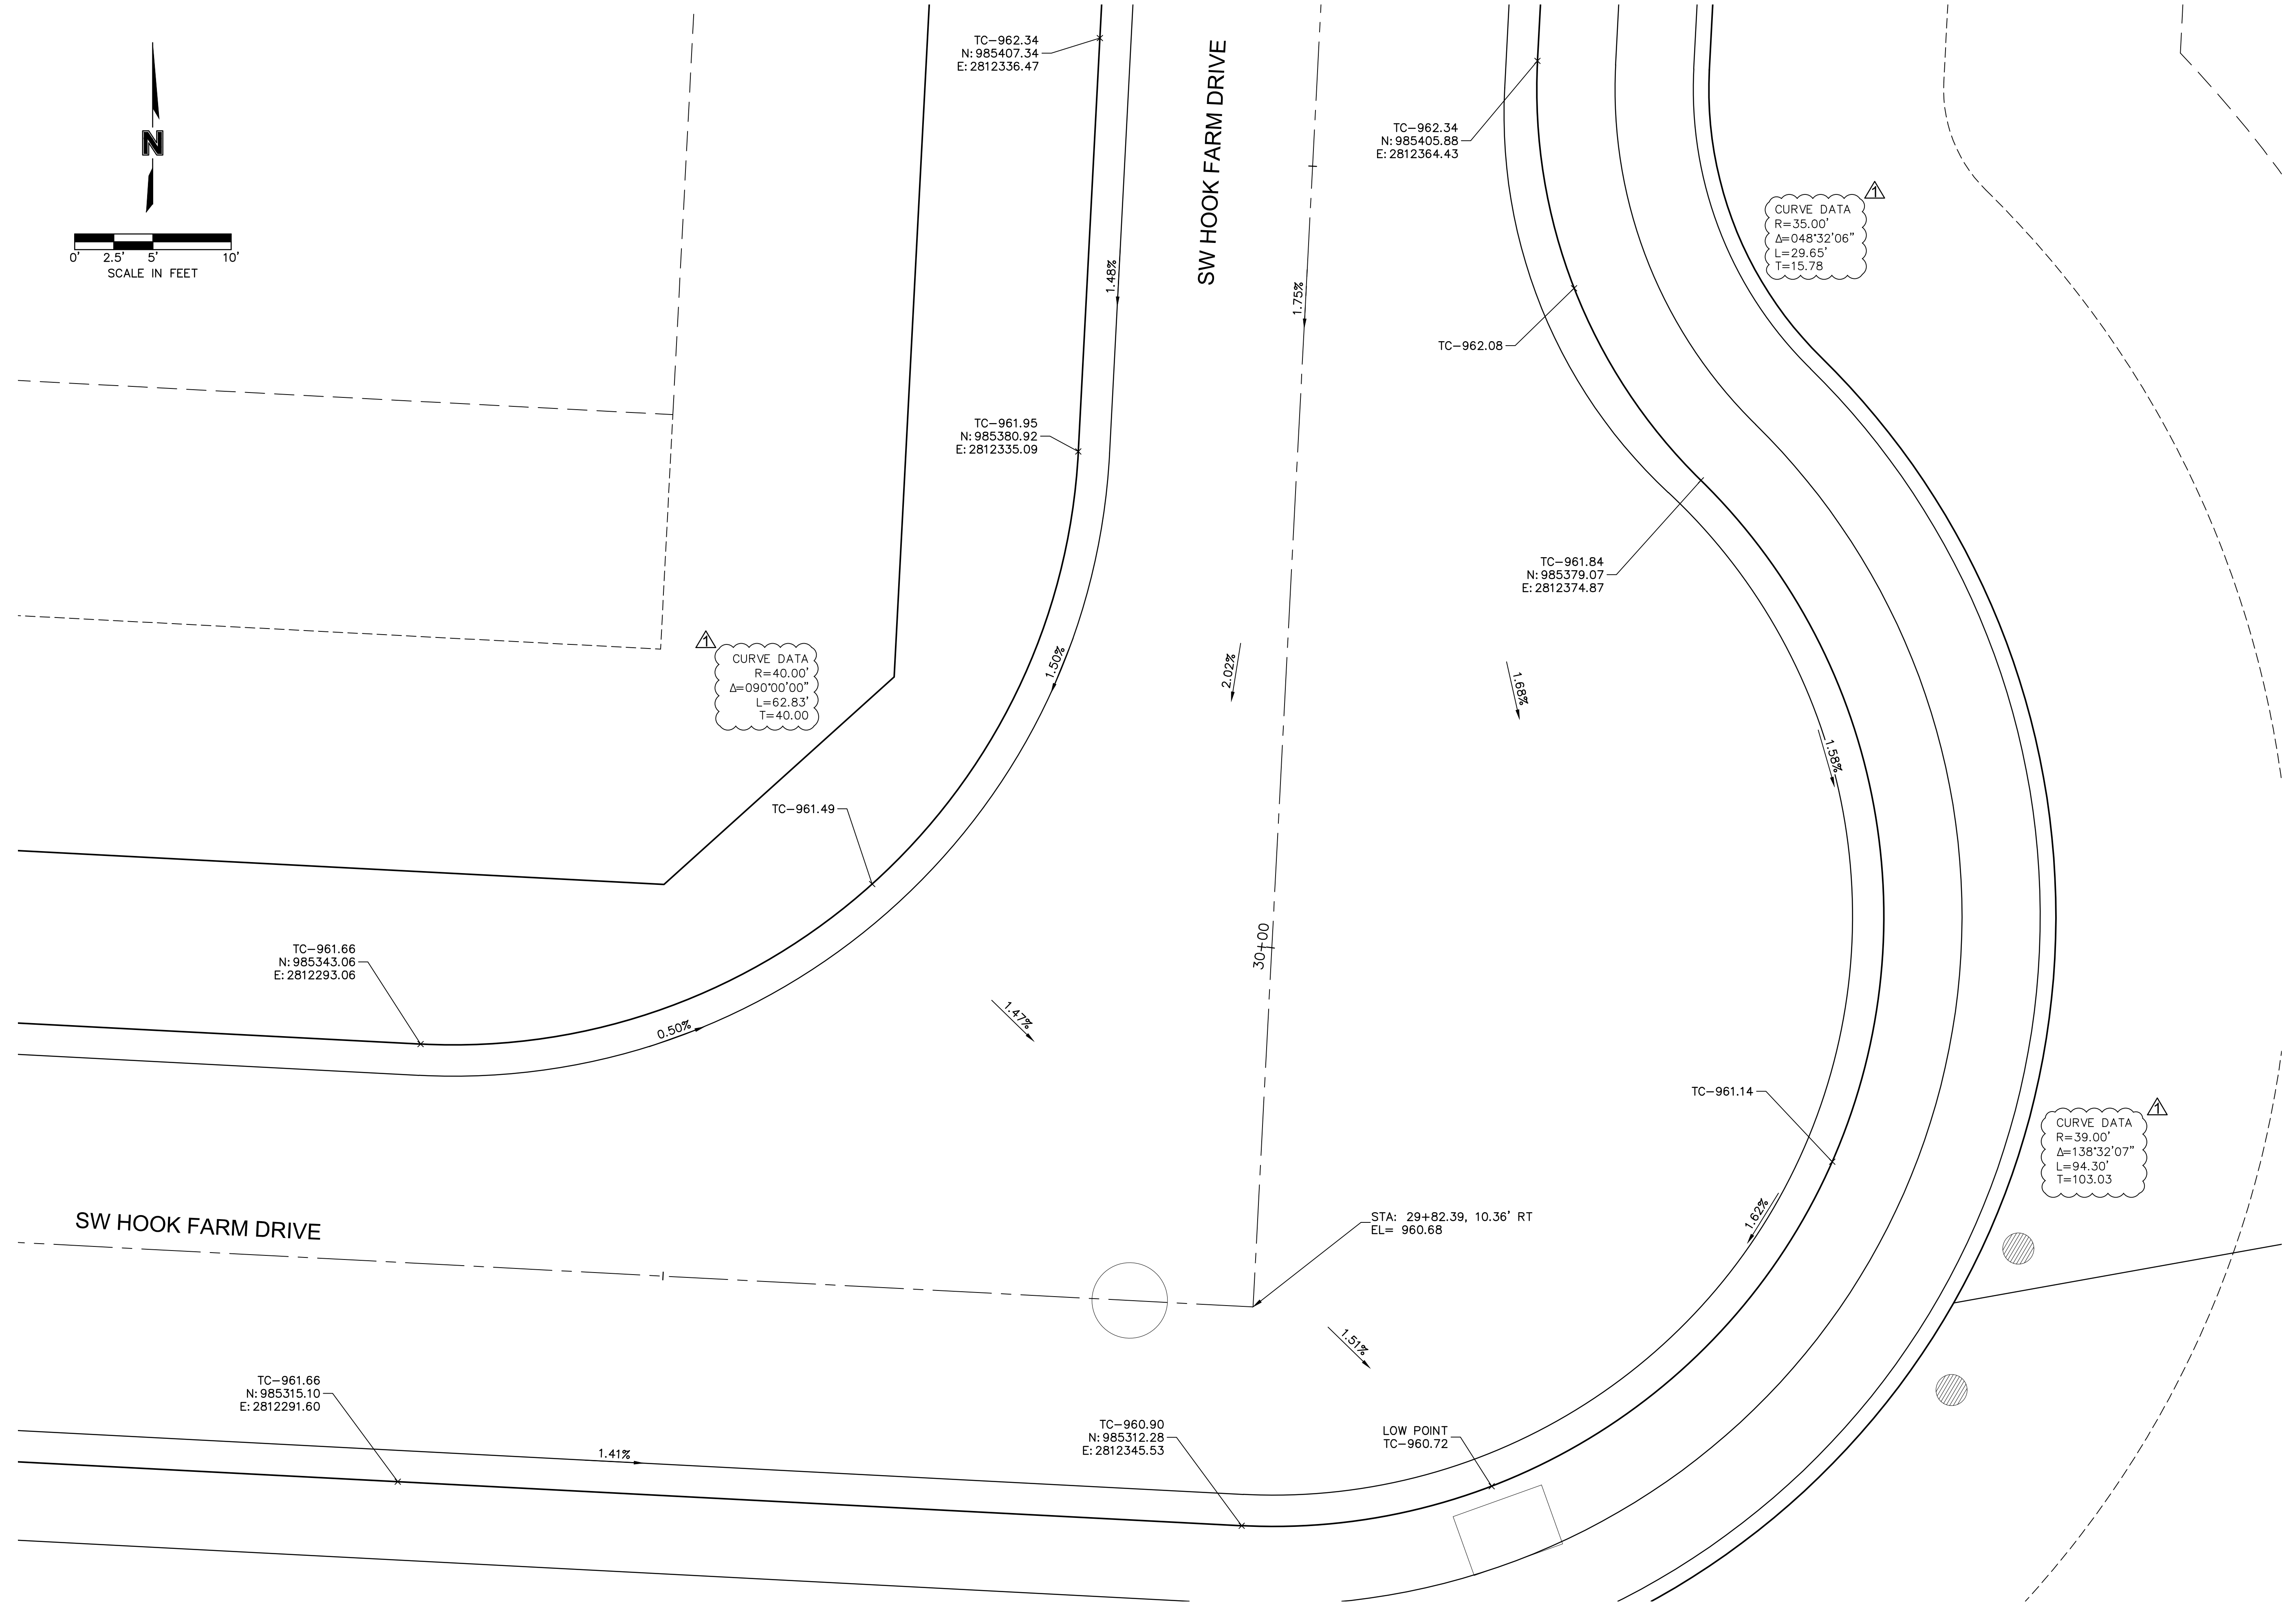 TC-962.34
N: 985407.34
E: 2812336.47
SW HOOK FARM DRIVE
TC-962.34
N: 985405.88
E: 2812364.43
N
0' 2.5' 5' 10'
SCALE IN FEET
1
CURVE DATA
R=35.00'
Δ=048°32'06"
L=29.65'
T=15.78
1.48%
1.75%
TC-962.08
TC-961.95
N: 985380.92
E: 2812335.09
TC-961.84
N: 985379.07
E: 2812374.87
1
CURVE DATA
R=40.00'
Δ=090°00'00"
L=62.83'
T=40.00
1.50%
2.02%
1.68%
1.58%
TC-961.49
30+00
TC-961.66
N: 985343.06
E: 2812293.06
0.50%
1.47%
TC-961.14
1
CURVE DATA
R=39.00'
Δ=138°32'07"
L=94.30'
T=103.03
SW HOOK FARM DRIVE
1.62%
STA: 29+82.39, 10.36' RT
EL= 960.68
1.51%
TC-961.66
N: 985315.10
E: 2812291.60
1.41%
TC-960.90
N: 985312.28
E: 2812345.53
LOW POINT
TC-960.72